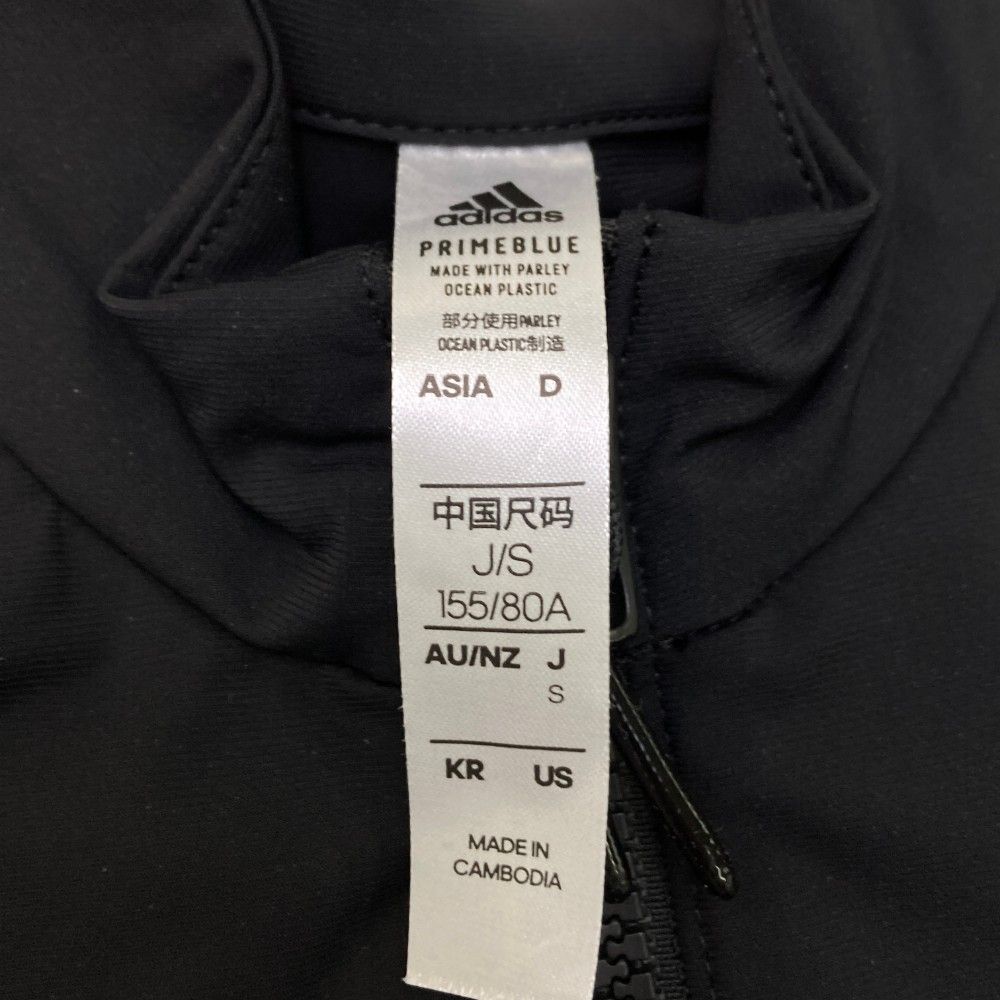 adidas
PRIMEBLUE
MADE WITH PARLEY
OCEAN PLASTIC
部分使用PARLEY
OCEAN PLASTIC制造
ASIA D
中国尺码
J/S
155/80A
AU/NZ J
S
KR US
MADE IN
CAMBODIA